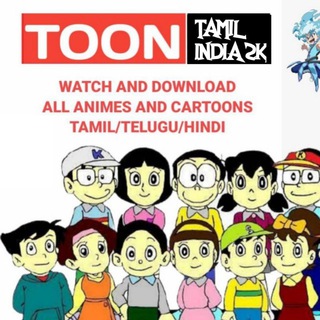 TOON TAMIL
INDIA 2K
WATCH AND DOWNLOAD
ALL ANIMES AND CARTOONS
TAMIL/TELUGU/HINDI
K